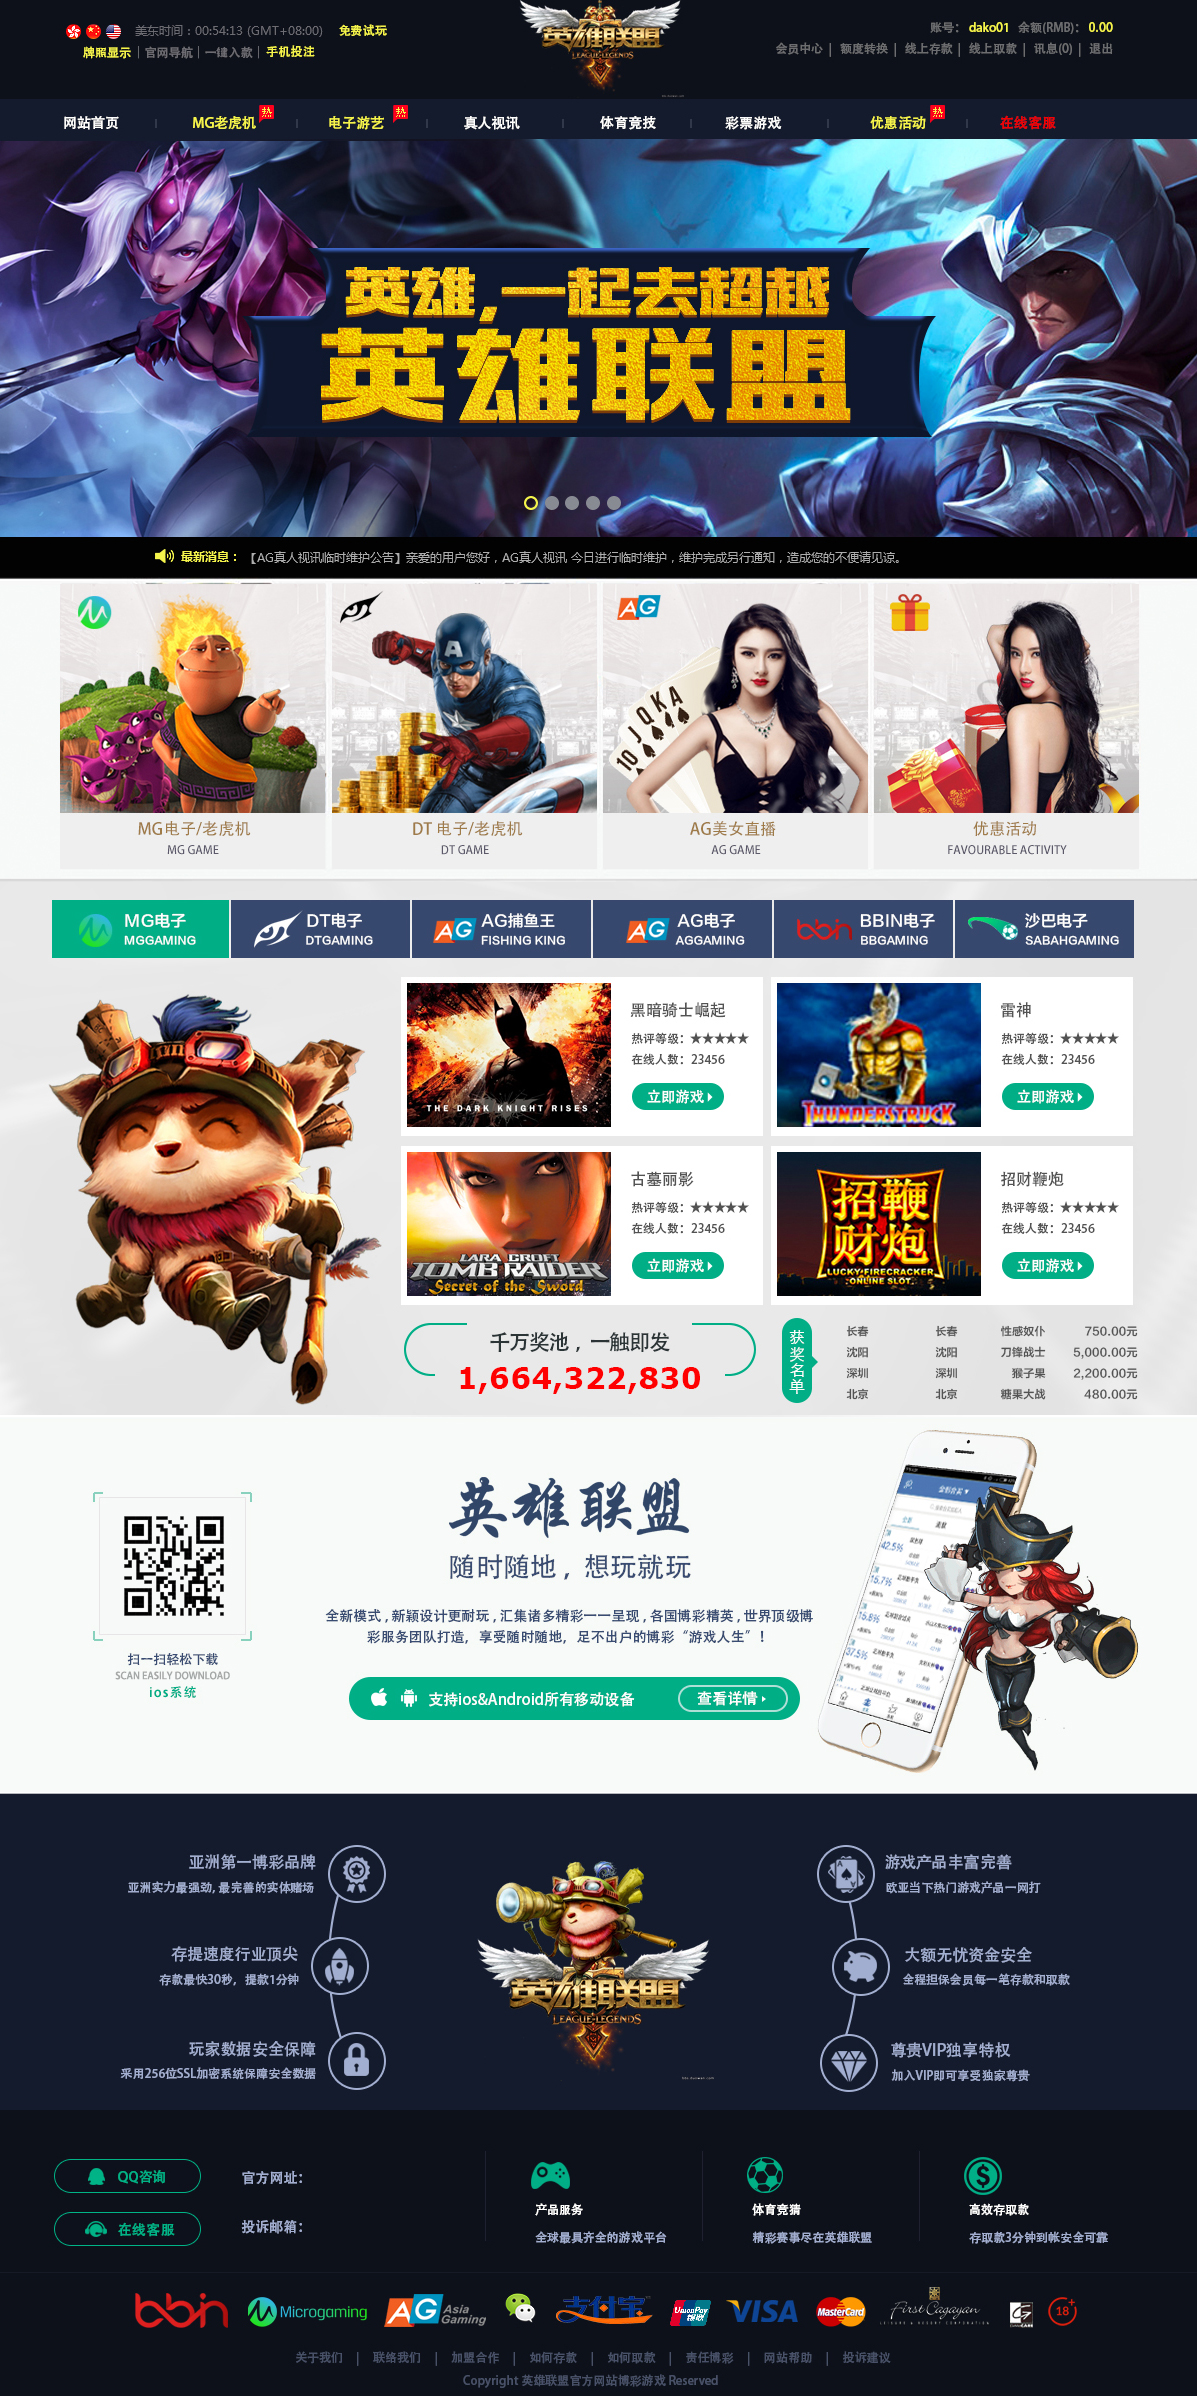 美东时间：00:54:13 (GMT+08:00) 免费试玩
牌照显示 | 官网导航 | 一键入款 | 手机投注
英雄联盟
LEAGUE-LEGENDS
账号： dako01 余额(RMB)： 0.00
会员中心 | 额度转换 | 线上存款 | 线上取款 | 讯息(0) | 退出
网站首页 MG老虎机 热 电子游艺 热 真人视讯 体育竞技 彩票游戏 优惠活动 热 在线客服
英雄,一起去超越
英雄联盟
最新消息： 【AG真人视讯临时维护公告】亲爱的用户您好，AG真人视讯 今日进行临时维护，维护完成另行通知，造成您的不便请见谅。
AG
A
10 J Q K A
MG电子/老虎机 DT 电子/老虎机 AG美女直播 优惠活动
MG GAME DT GAME AG GAME FAVOURABLE ACTIVITY
MG电子 DT电子 AG AG捕鱼王 AG AG电子 bbin BBIN电子 沙巴电子
MGGAMING DTGAMING FISHING KING AGGAMING BBGAMING SABAHGAMING
黑暗骑士崛起
热评等级：★★★★★
在线人数：23456
立即游戏
THE DARK KNIGHT RISES
雷神
热评等级：★★★★★
在线人数：23456
立即游戏
THUNDERSTRUCK
古墓丽影
热评等级：★★★★★
在线人数：23456
立即游戏
LARA CROFT
TOMB RAIDER
Secret of the Sword
招财鞭炮
热评等级：★★★★★
在线人数：23456
立即游戏
招鞭
财炮
LUCKY FIRECRACKER
ONLINE SLOT
千万奖池，一触即发
1,664,322,830
获奖名单
长春 长春 性感奴仆 750.00元
沈阳 沈阳 刀锋战士 5,000.00元
深圳 深圳 猴子果 2,200.00元
北京 北京 糖果大战 480.00元
英雄联盟
随时随地，想玩就玩
全新模式，新颖设计更耐玩，汇集诸多精彩一一呈现，各国博彩精英，世界顶级博
彩服务团队打造，享受随时随地，足不出户的博彩“游戏人生”！
支持ios&Android所有移动设备 查看详情
扫一扫轻松下载
SCAN EASILY DOWNLOAD
ios系统
42.5%
15.7%
15.8%
37.5%
亚洲第一博彩品牌
亚洲实力最强劲, 最完善的实体赌场
存提速度行业顶尖
存款最快30秒，提款1分钟
玩家数据安全保障
采用256位SSL加密系统保障安全数据
英雄联盟
LEAGUE-LEGENDS
游戏产品丰富完善
欧亚当下热门游戏产品一网打
大额无忧资金安全
全程担保会员每一笔存款和取款
尊贵VIP独享特权
加入VIP即可享受独家尊贵
QQ咨询 官方网址：
在线客服 投诉邮箱：
产品服务
全球最具齐全的游戏平台
体育竞猜
精彩赛事尽在英雄联盟
高效存取款
存取款3分钟到帐安全可靠
bbin Microgaming AG Asia Gaming 支付宝 UnionPay 银联 VISA MasterCard First Cagayan LEISURE & RESORT CORPORATION GAMCARE 18+
关于我们 | 联络我们 | 加盟合作 | 如何存款 | 如何取款 | 责任博彩 | 网站帮助 | 投诉建议
Copyright 英雄联盟官方网站博彩游戏 Reserved